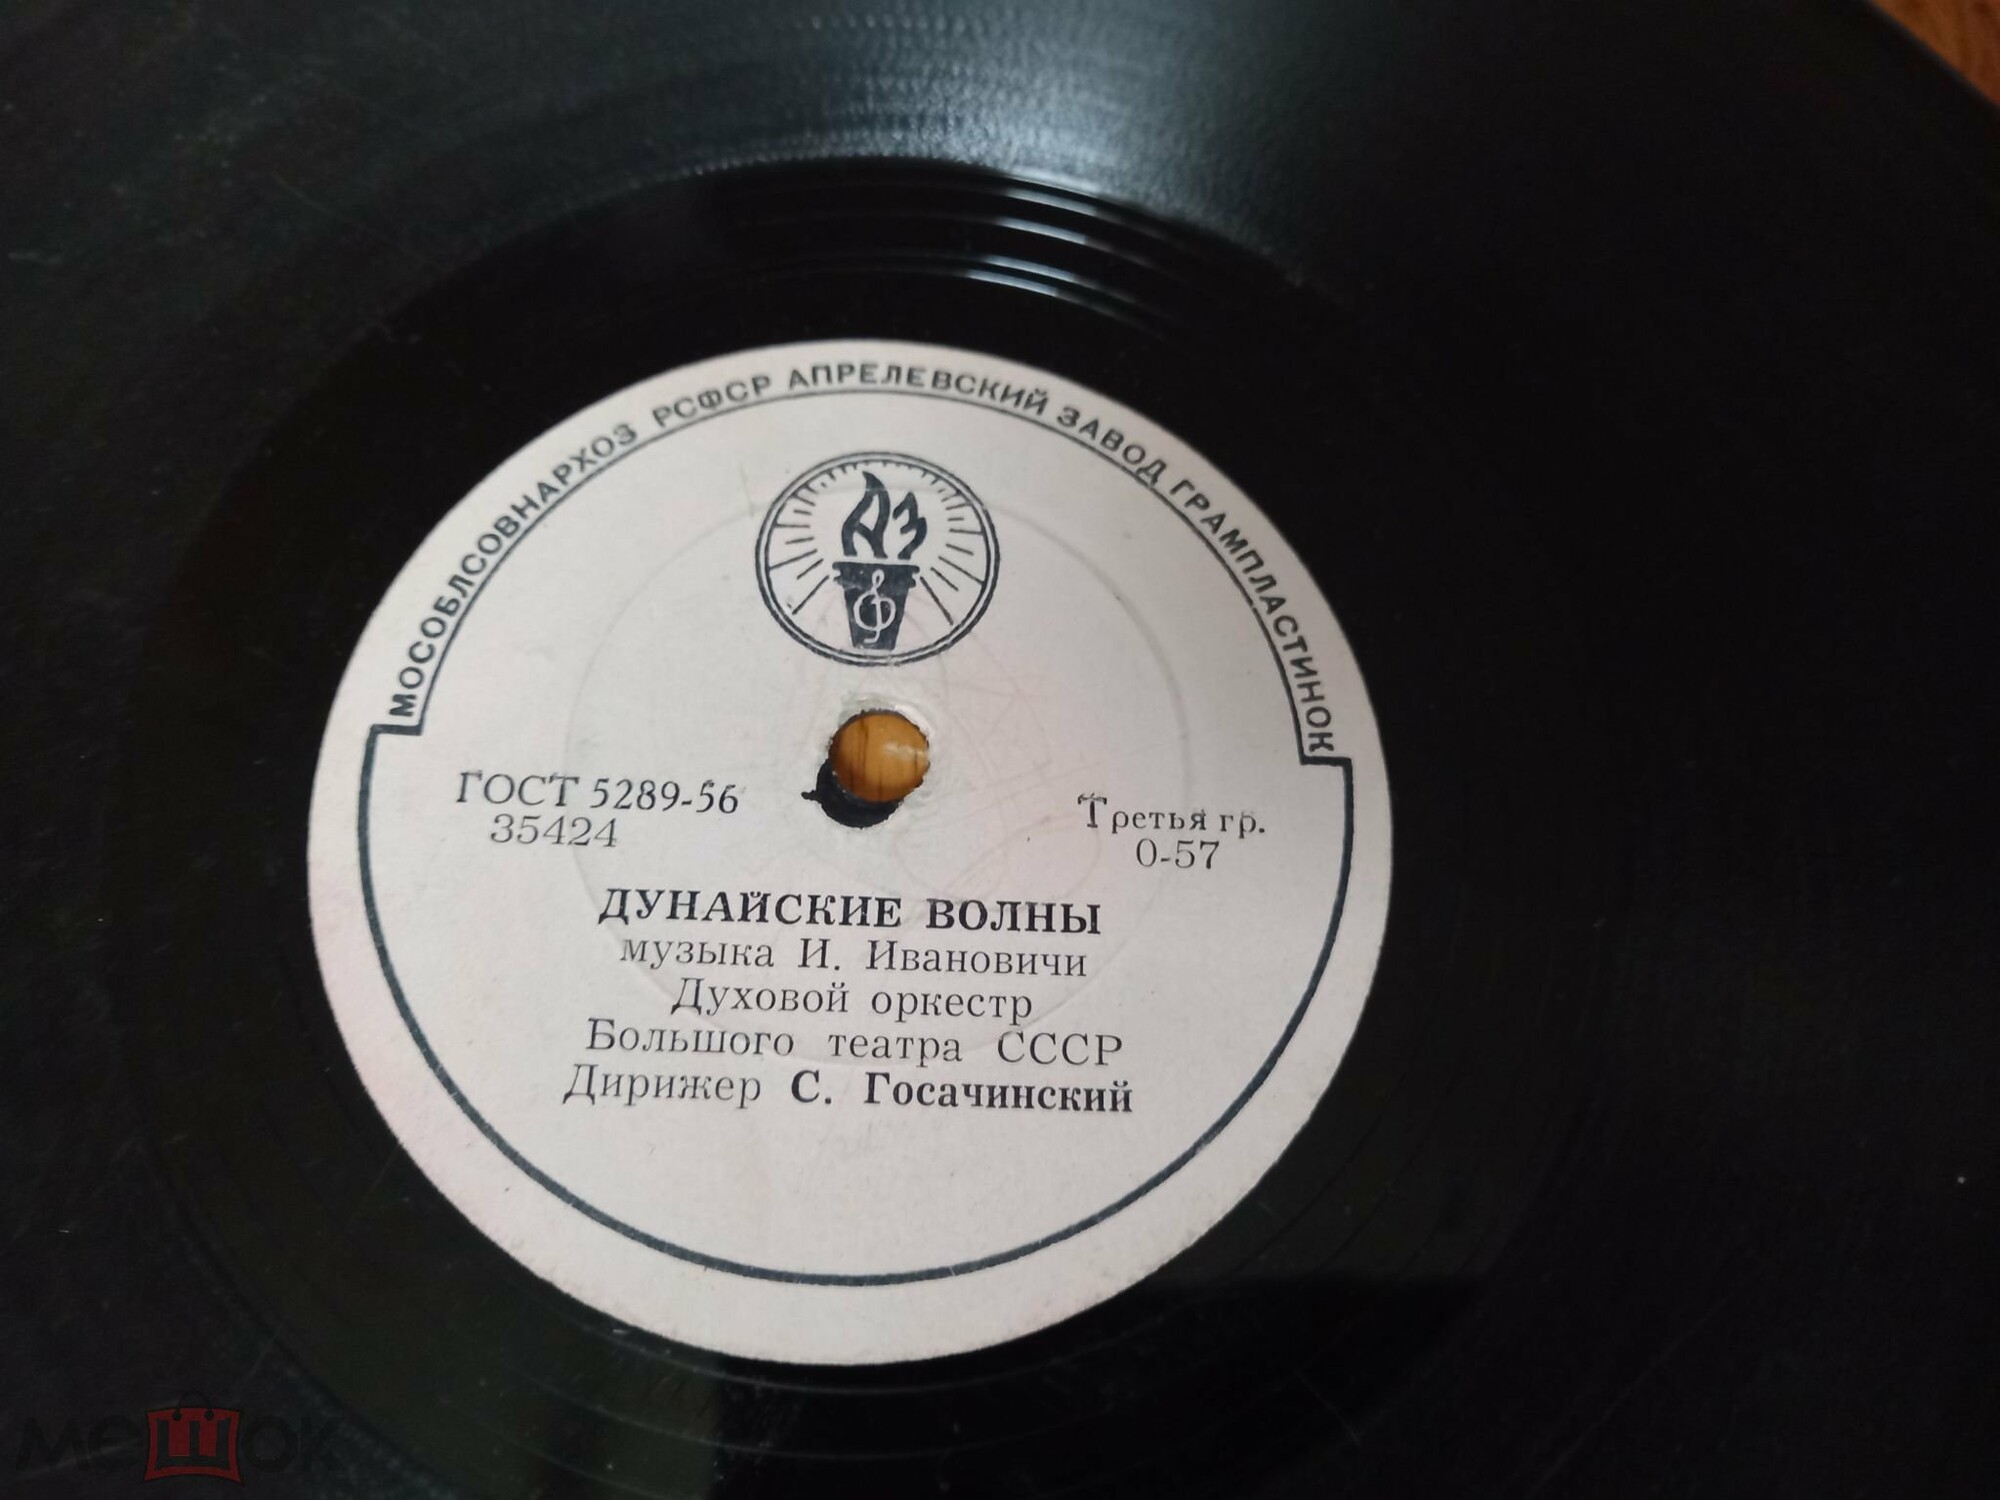 МОСОБЛСОВНАРХОЗ РСФСР АПРЕЛЕВСКИЙ ЗАВОД ГРАМПЛАСТИНОК
АЗ
ГОСТ 5289-56
35424
Третья гр.
0-57
ДУНАЙСКИЕ ВОЛНЫ
музыка И. Ивановичи
Духовой оркестр
Большого театра СССР
Дирижер С. Госачинский
мешок